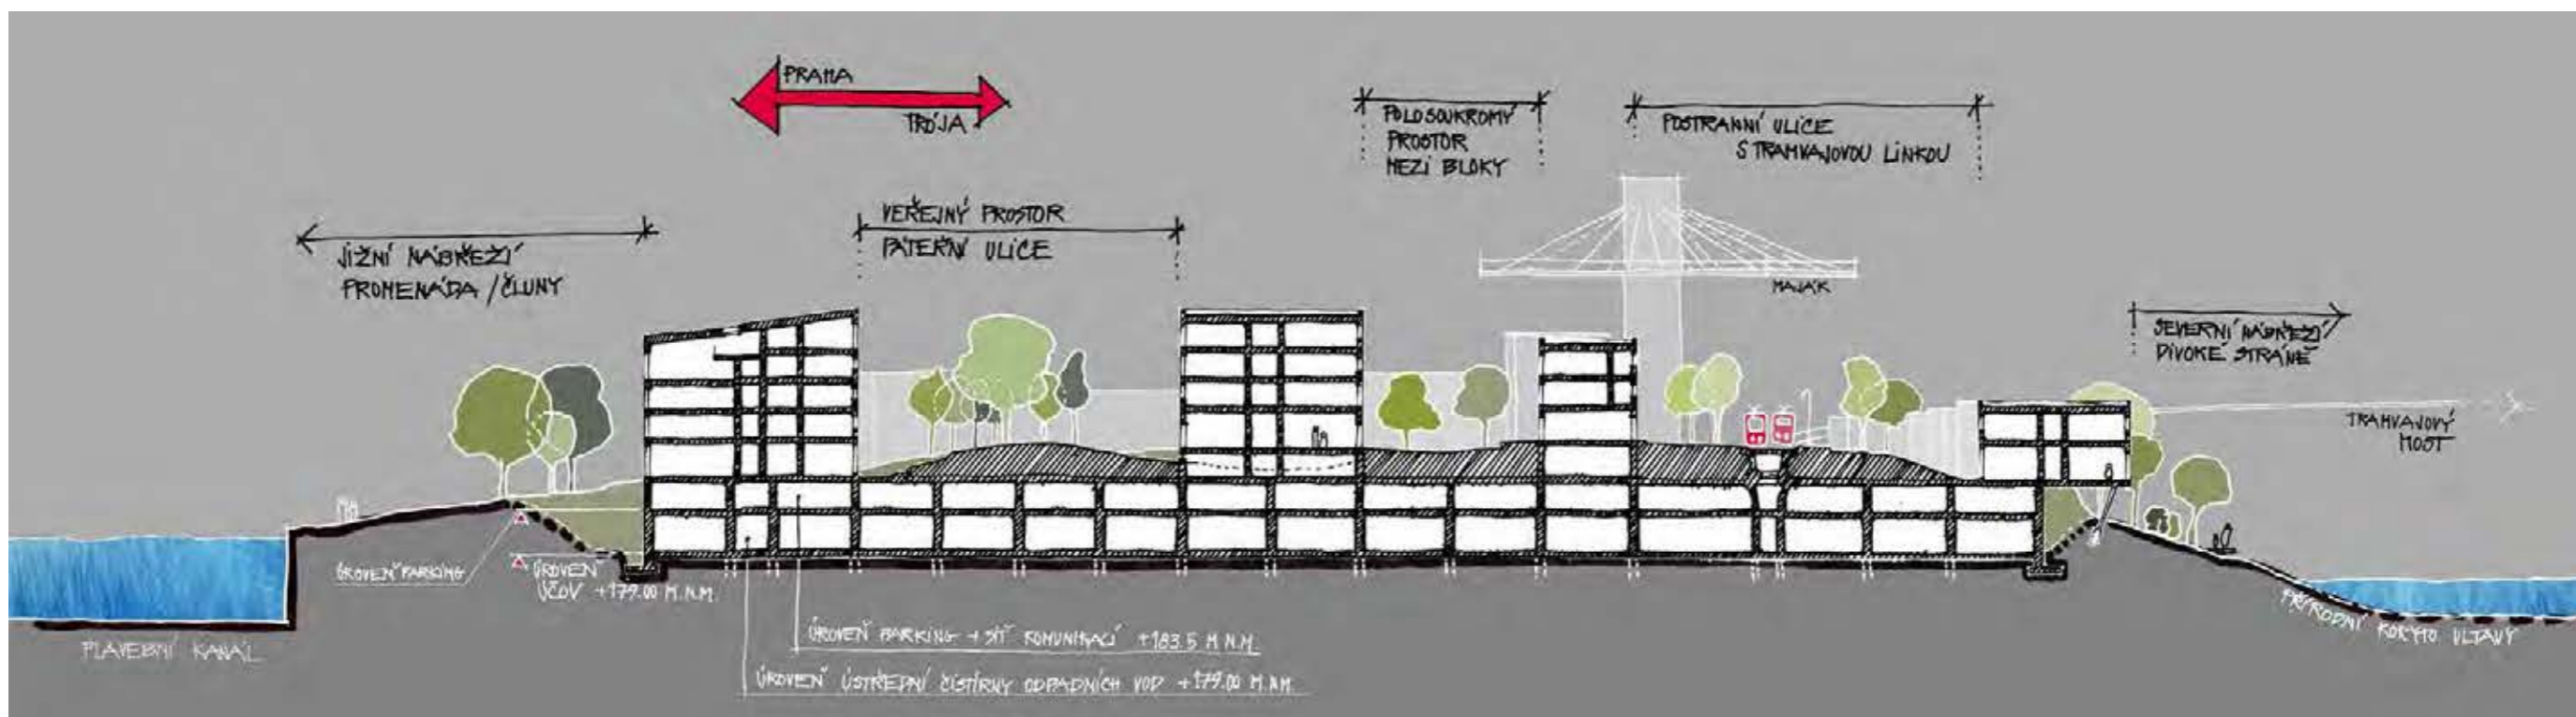 PRAHA
TRÓJA
POLOSOUKROMÝ
PROSTOR
MEZI BLOKY
POSTRANNÍ ULICE
S TRAMVAJOVOU LINKOU
VEŘEJNÝ PROSTOR
PÁTEŘNÍ ULICE
JIŽNÍ NÁBŘEŽÍ
PROMENÁDA / ČLUNY
MAJÁK
SEVERNÍ NÁBŘEŽÍ
DIVOKÉ STRÁNĚ
TRAMVAJOVÝ
MOST
ÚROVEŇ PARKING
ÚROVEŇ
ÚČOV +179.00 M.N.M.
PLAVEBNÍ KANÁL
PŘÍRODNÍ KORYTO VLTAVY
ÚROVEŇ PARKING + SÍŤ KOMUNIKACÍ +183.5 M N.M.
ÚROVEŇ ÚSTŘEDNÍ ČISTÍRNY ODPADNÍCH VOD +179.00 M.N.M.